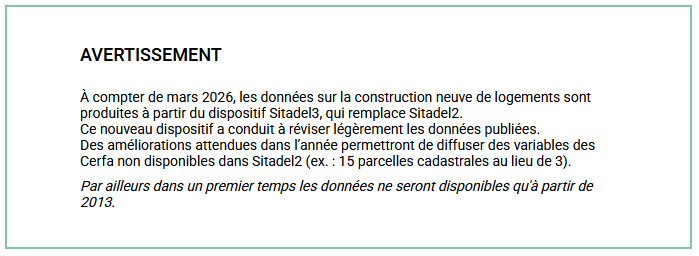 AVERTISSEMENT
À compter de mars 2026, les données sur la construction neuve de logements sont
produites à partir du dispositif Sitadel3, qui remplace Sitadel2.
Ce nouveau dispositif a conduit à réviser légèrement les données publiées.
Des améliorations attendues dans l’année permettront de diffuser des variables des
Cerfa non disponibles dans Sitadel2 (ex. : 15 parcelles cadastrales au lieu de 3).
Par ailleurs dans un premier temps les données ne seront disponibles qu'à partir de
2013.